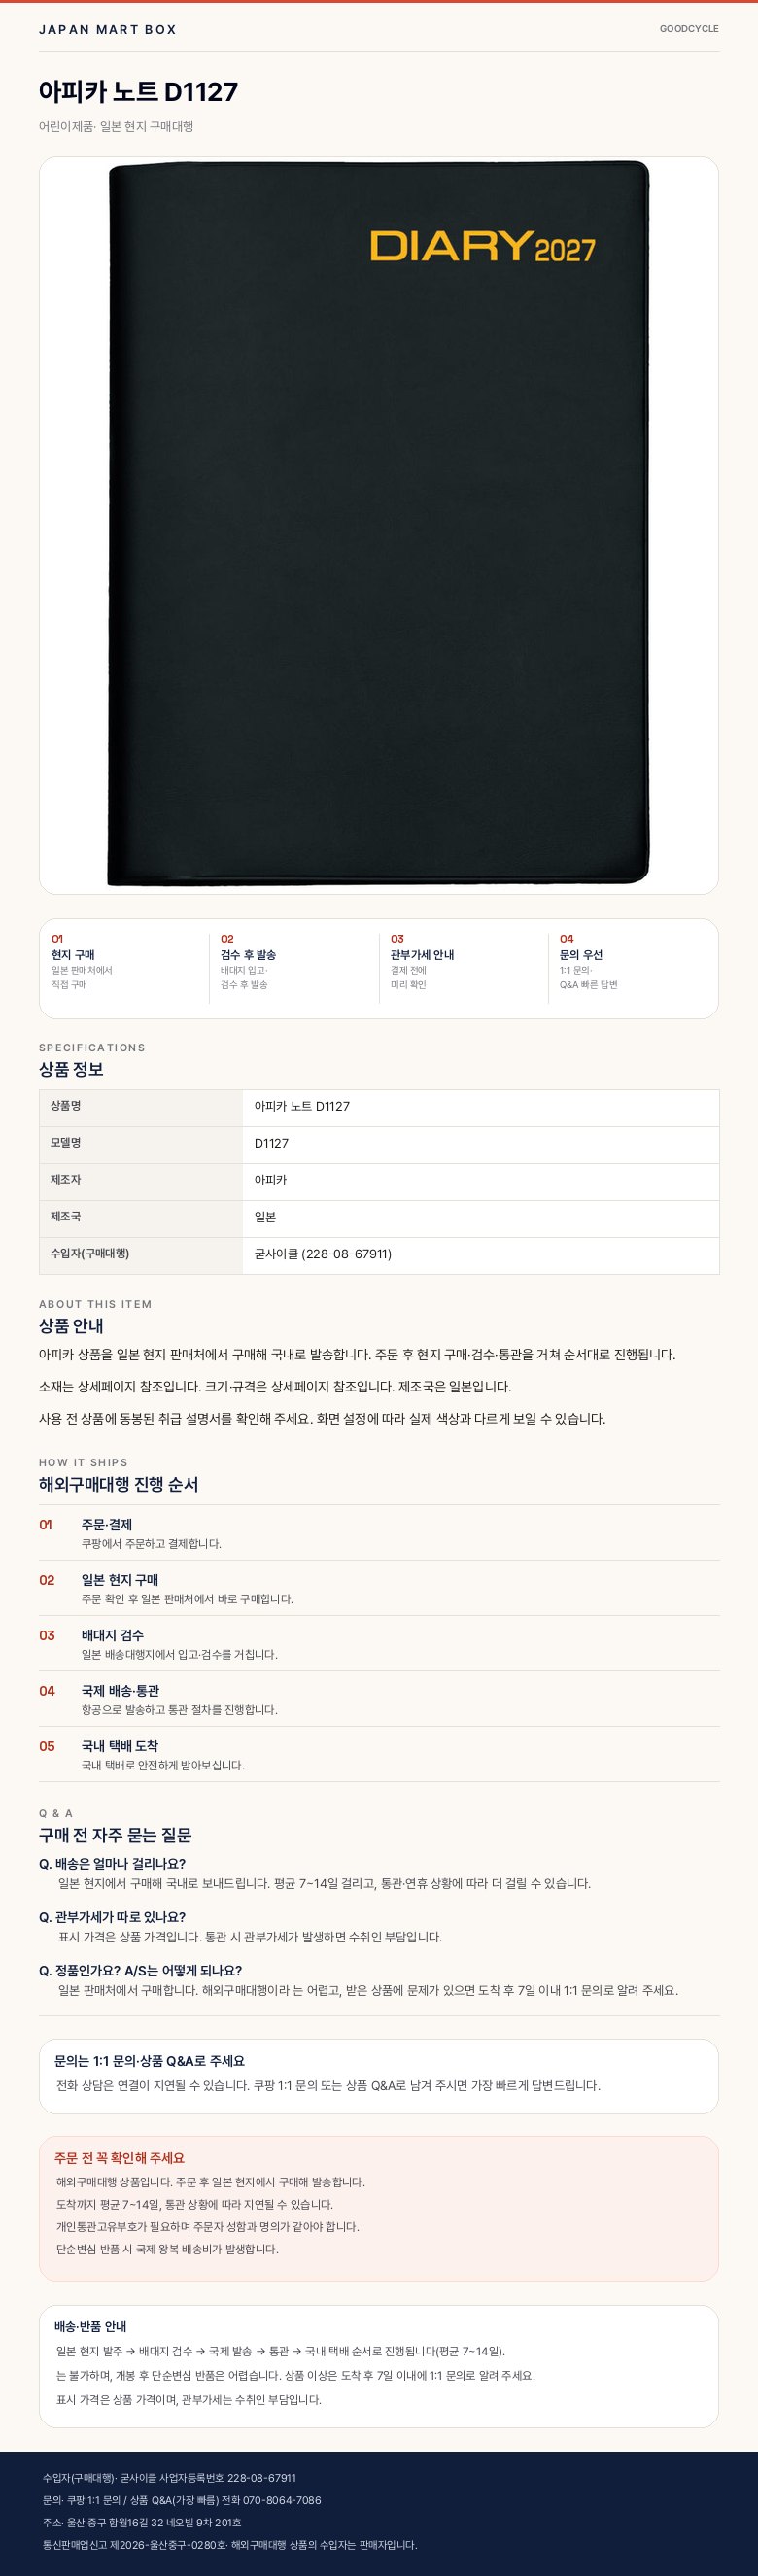 JAPAN MART BOX
GOODCYCLE
아피카 노트 D1127
어린이제품· 일본 현지 구매대행
DIARY2027
01
현지 구매
일본 판매처에서
직접 구매
02
검수 후 발송
배대지 입고·
검수 후 발송
03
관부가세 안내
결제 전에
미리 확인
04
문의 우선
1:1 문의·
Q&A 빠른 답변
SPECIFICATIONS
상품 정보
상품명 아피카 노트 D1127
모델명 D1127
제조자 아피카
제조국 일본
수입자(구매대행) 굳사이클 (228-08-67911)
ABOUT THIS ITEM
상품 안내
아피카 상품을 일본 현지 판매처에서 구매해 국내로 발송합니다. 주문 후 현지 구매·검수·통관을 거쳐 순서대로 진행됩니다.
소재는 상세페이지 참조입니다. 크기·규격은 상세페이지 참조입니다. 제조국은 일본입니다.
사용 전 상품에 동봉된 취급 설명서를 확인해 주세요. 화면 설정에 따라 실제 색상과 다르게 보일 수 있습니다.
HOW IT SHIPS
해외구매대행 진행 순서
01 주문·결제
쿠팡에서 주문하고 결제합니다.
02 일본 현지 구매
주문 확인 후 일본 판매처에서 바로 구매합니다.
03 배대지 검수
일본 배송대행지에서 입고·검수를 거칩니다.
04 국제 배송·통관
항공으로 발송하고 통관 절차를 진행합니다.
05 국내 택배 도착
국내 택배로 안전하게 받아보십니다.
Q & A
구매 전 자주 묻는 질문
Q. 배송은 얼마나 걸리나요?
일본 현지에서 구매해 국내로 보내드립니다. 평균 7~14일 걸리고, 통관·연휴 상황에 따라 더 걸릴 수 있습니다.
Q. 관부가세가 따로 있나요?
표시 가격은 상품 가격입니다. 통관 시 관부가세가 발생하면 수취인 부담입니다.
Q. 정품인가요? A/S는 어떻게 되나요?
일본 판매처에서 구매합니다. 해외구매대행이라 는 어렵고, 받은 상품에 문제가 있으면 도착 후 7일 이내 1:1 문의로 알려 주세요.
문의는 1:1 문의·상품 Q&A로 주세요
전화 상담은 연결이 지연될 수 있습니다. 쿠팡 1:1 문의 또는 상품 Q&A로 남겨 주시면 가장 빠르게 답변드립니다.
주문 전 꼭 확인해 주세요
해외구매대행 상품입니다. 주문 후 일본 현지에서 구매해 발송합니다.
도착까지 평균 7~14일, 통관 상황에 따라 지연될 수 있습니다.
개인통관고유부호가 필요하며 주문자 성함과 명의가 같아야 합니다.
단순변심 반품 시 국제 왕복 배송비가 발생합니다.
배송·반품 안내
일본 현지 발주 → 배대지 검수 → 국제 발송 → 통관 → 국내 택배 순서로 진행됩니다(평균 7~14일).
는 불가하며, 개봉 후 단순변심 반품은 어렵습니다. 상품 이상은 도착 후 7일 이내에 1:1 문의로 알려 주세요.
표시 가격은 상품 가격이며, 관부가세는 수취인 부담입니다.
수입자(구매대행)· 굳사이클 사업자등록번호 228-08-67911
문의· 쿠팡 1:1 문의 / 상품 Q&A(가장 빠름) 전화 070-8064-7086
주소· 울산 중구 함월16길 32 네오빌 9차 201호
통신판매업신고 제2026-울산중구-0280호· 해외구매대행 상품의 수입자는 판매자입니다.